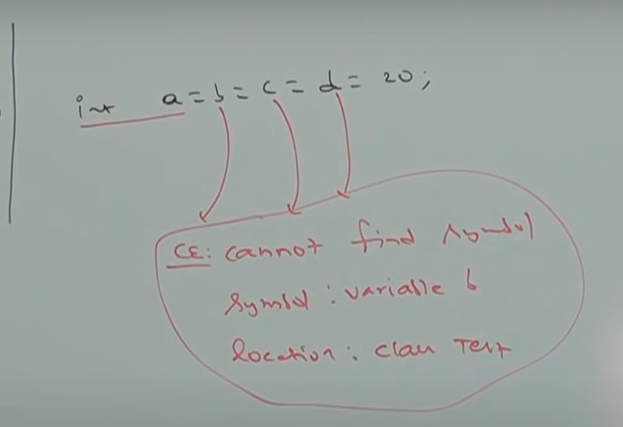 int a = b = c = d = 20;
CE: cannot find symbol
symbol : variable b
location : class Test